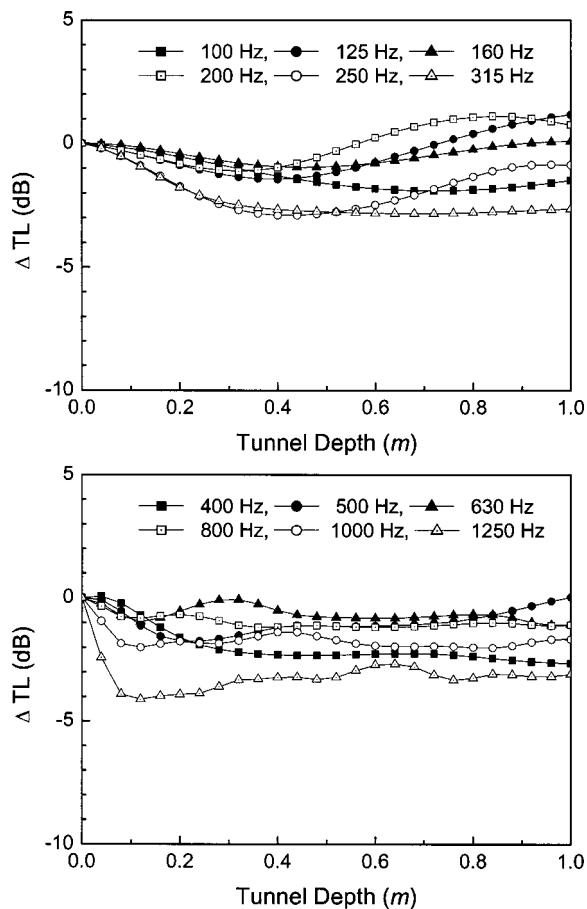 5
0
-5
-10
Δ TL (dB)
100 Hz, 125 Hz, 160 Hz
200 Hz, 250 Hz, 315 Hz
0.0 0.2 0.4 0.6 0.8 1.0
Tunnel Depth (m)
5
0
-5
-10
Δ TL (dB)
400 Hz, 500 Hz, 630 Hz
800 Hz, 1000 Hz, 1250 Hz
0.0 0.2 0.4 0.6 0.8 1.0
Tunnel Depth (m)